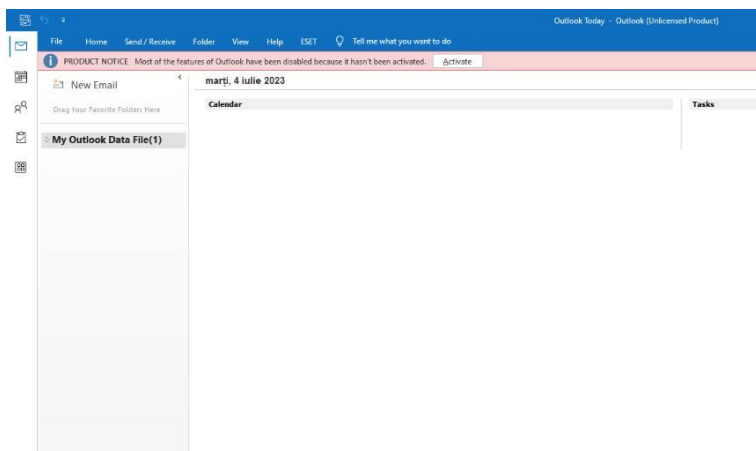 Outlook Today - Outlook (Unlicensed Product)
File Home Send / Receive Folder View Help ESET Tell me what you want to do
PRODUCT NOTICE Most of the features of Outlook have been disabled because it hasn't been activated. Activate
New Email
Drag Your Favorite Folders Here
My Outlook Data File(1)
marți, 4 iulie 2023
Calendar
Tasks